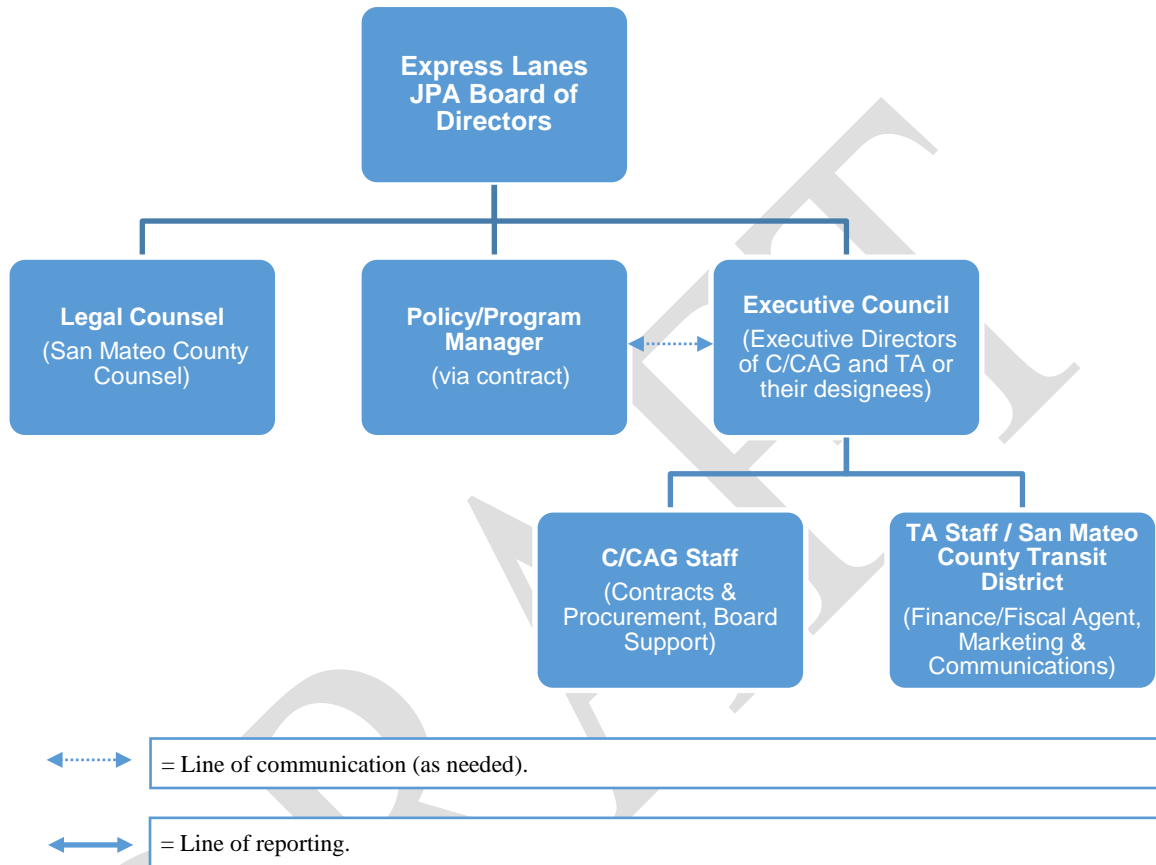 Express Lanes
JPA Board of
Directors
Legal Counsel
(San Mateo County
Counsel)
Policy/Program
Manager
(via contract)
Executive Council
(Executive Directors
of C/CAG and TA or
their designees)
C/CAG Staff
(Contracts &
Procurement, Board
Support)
TA Staff / San Mateo
County Transit
District
(Finance/Fiscal Agent,
Marketing &
Communications)
= Line of communication (as needed).
= Line of reporting.
DRAFT